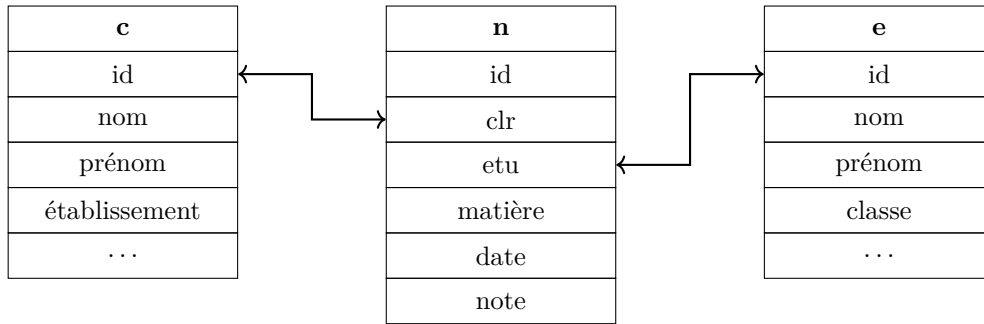 c
id
nom
prénom
établissement
...
n
id
clr
etu
matière
date
note
e
id
nom
prénom
classe
...